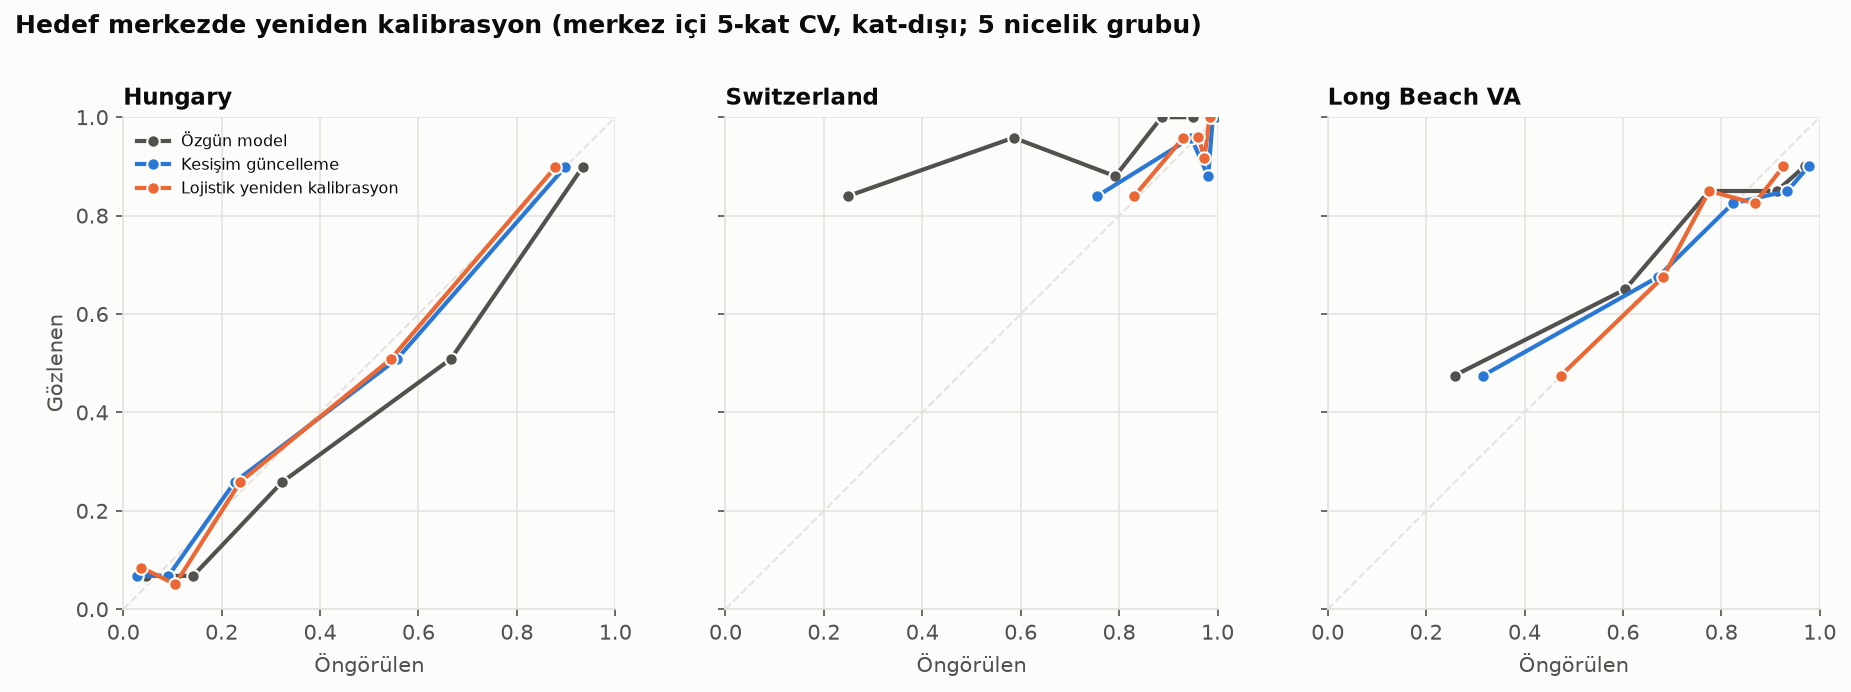 Hedef merkezde yeniden kalibrasyon (merkez içi 5-kat CV, kat-dışı; 5 nicelik grubu)
Hungary
Switzerland
Long Beach VA
Özgün model
Kesişim güncelleme
Lojistik yeniden kalibrasyon
Gözlenen
1.0
0.8
0.6
0.4
0.2
0.0
0.0 0.2 0.4 0.6 0.8 1.0
0.0 0.2 0.4 0.6 0.8 1.0
0.0 0.2 0.4 0.6 0.8 1.0
Öngörülen
Öngörülen
Öngörülen